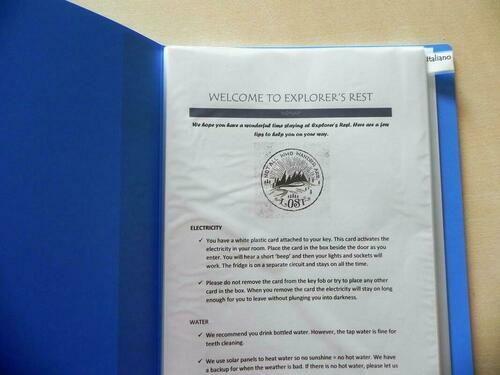 Italiano
WELCOME TO EXPLORER'S REST
We hope you have a wonderful time staying at Explorer's Rest. Here are a few
tips to help you on your way.
NOT ALL WHO WANDER ARE
LOST
ELECTRICITY
✓ You have a white plastic card attached to your key. This card activates the
electricity in your room. Place the card in the box beside the door as you
enter. You will hear a short 'beep' and then your lights and sockets will
work. The fridge is on a separate circuit and stays on all the time.
✓ Please do not remove the card from the key fob or try to place any other
card in the box. When you remove the card the electricity will stay on long
enough for you to leave without plunging you into darkness.
WATER
✓ We recommend you drink bottled water. However, the tap water is fine for
teeth cleaning.
✓ We use solar panels to heat water so no sunshine = no hot water. We have
a backup for when the weather is bad. If there is no hot water, please let us